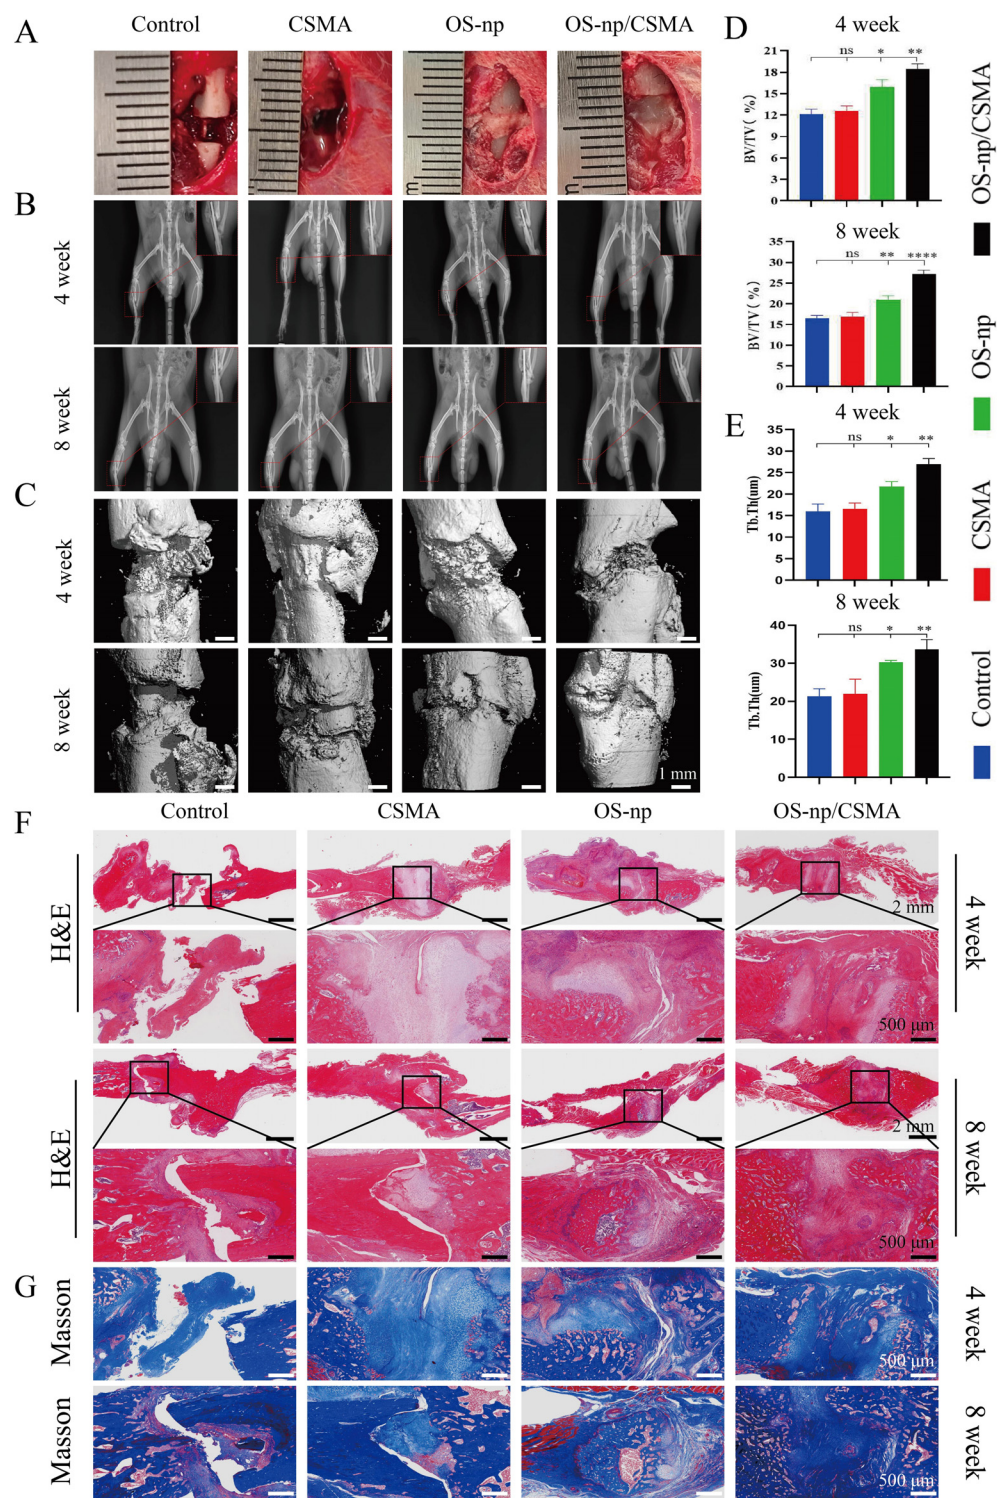 A
Control
CSMA
OS-np
OS-np/CSMA
B
4 week
8 week
C
4 week
8 week
1 mm
D
4 week
BV/TV( %)
21
18
15
12
9
6
3
0
ns
*
**
8 week
BV/TV( %)
35
30
25
20
15
10
5
0
ns
**
****
E
4 week
Tb.Th(um)
35
30
25
20
15
10
5
0
ns
*
**
8 week
Tb.Th(um)
40
30
20
10
0
ns
*
**
OS-np/CSMA
OS-np
CSMA
Control
F
Control
CSMA
OS-np
OS-np/CSMA
H&E
2 mm
500 µm
4 week
H&E
2 mm
500 µm
8 week
G
Masson
500 µm
4 week
Masson
500 µm
8 week